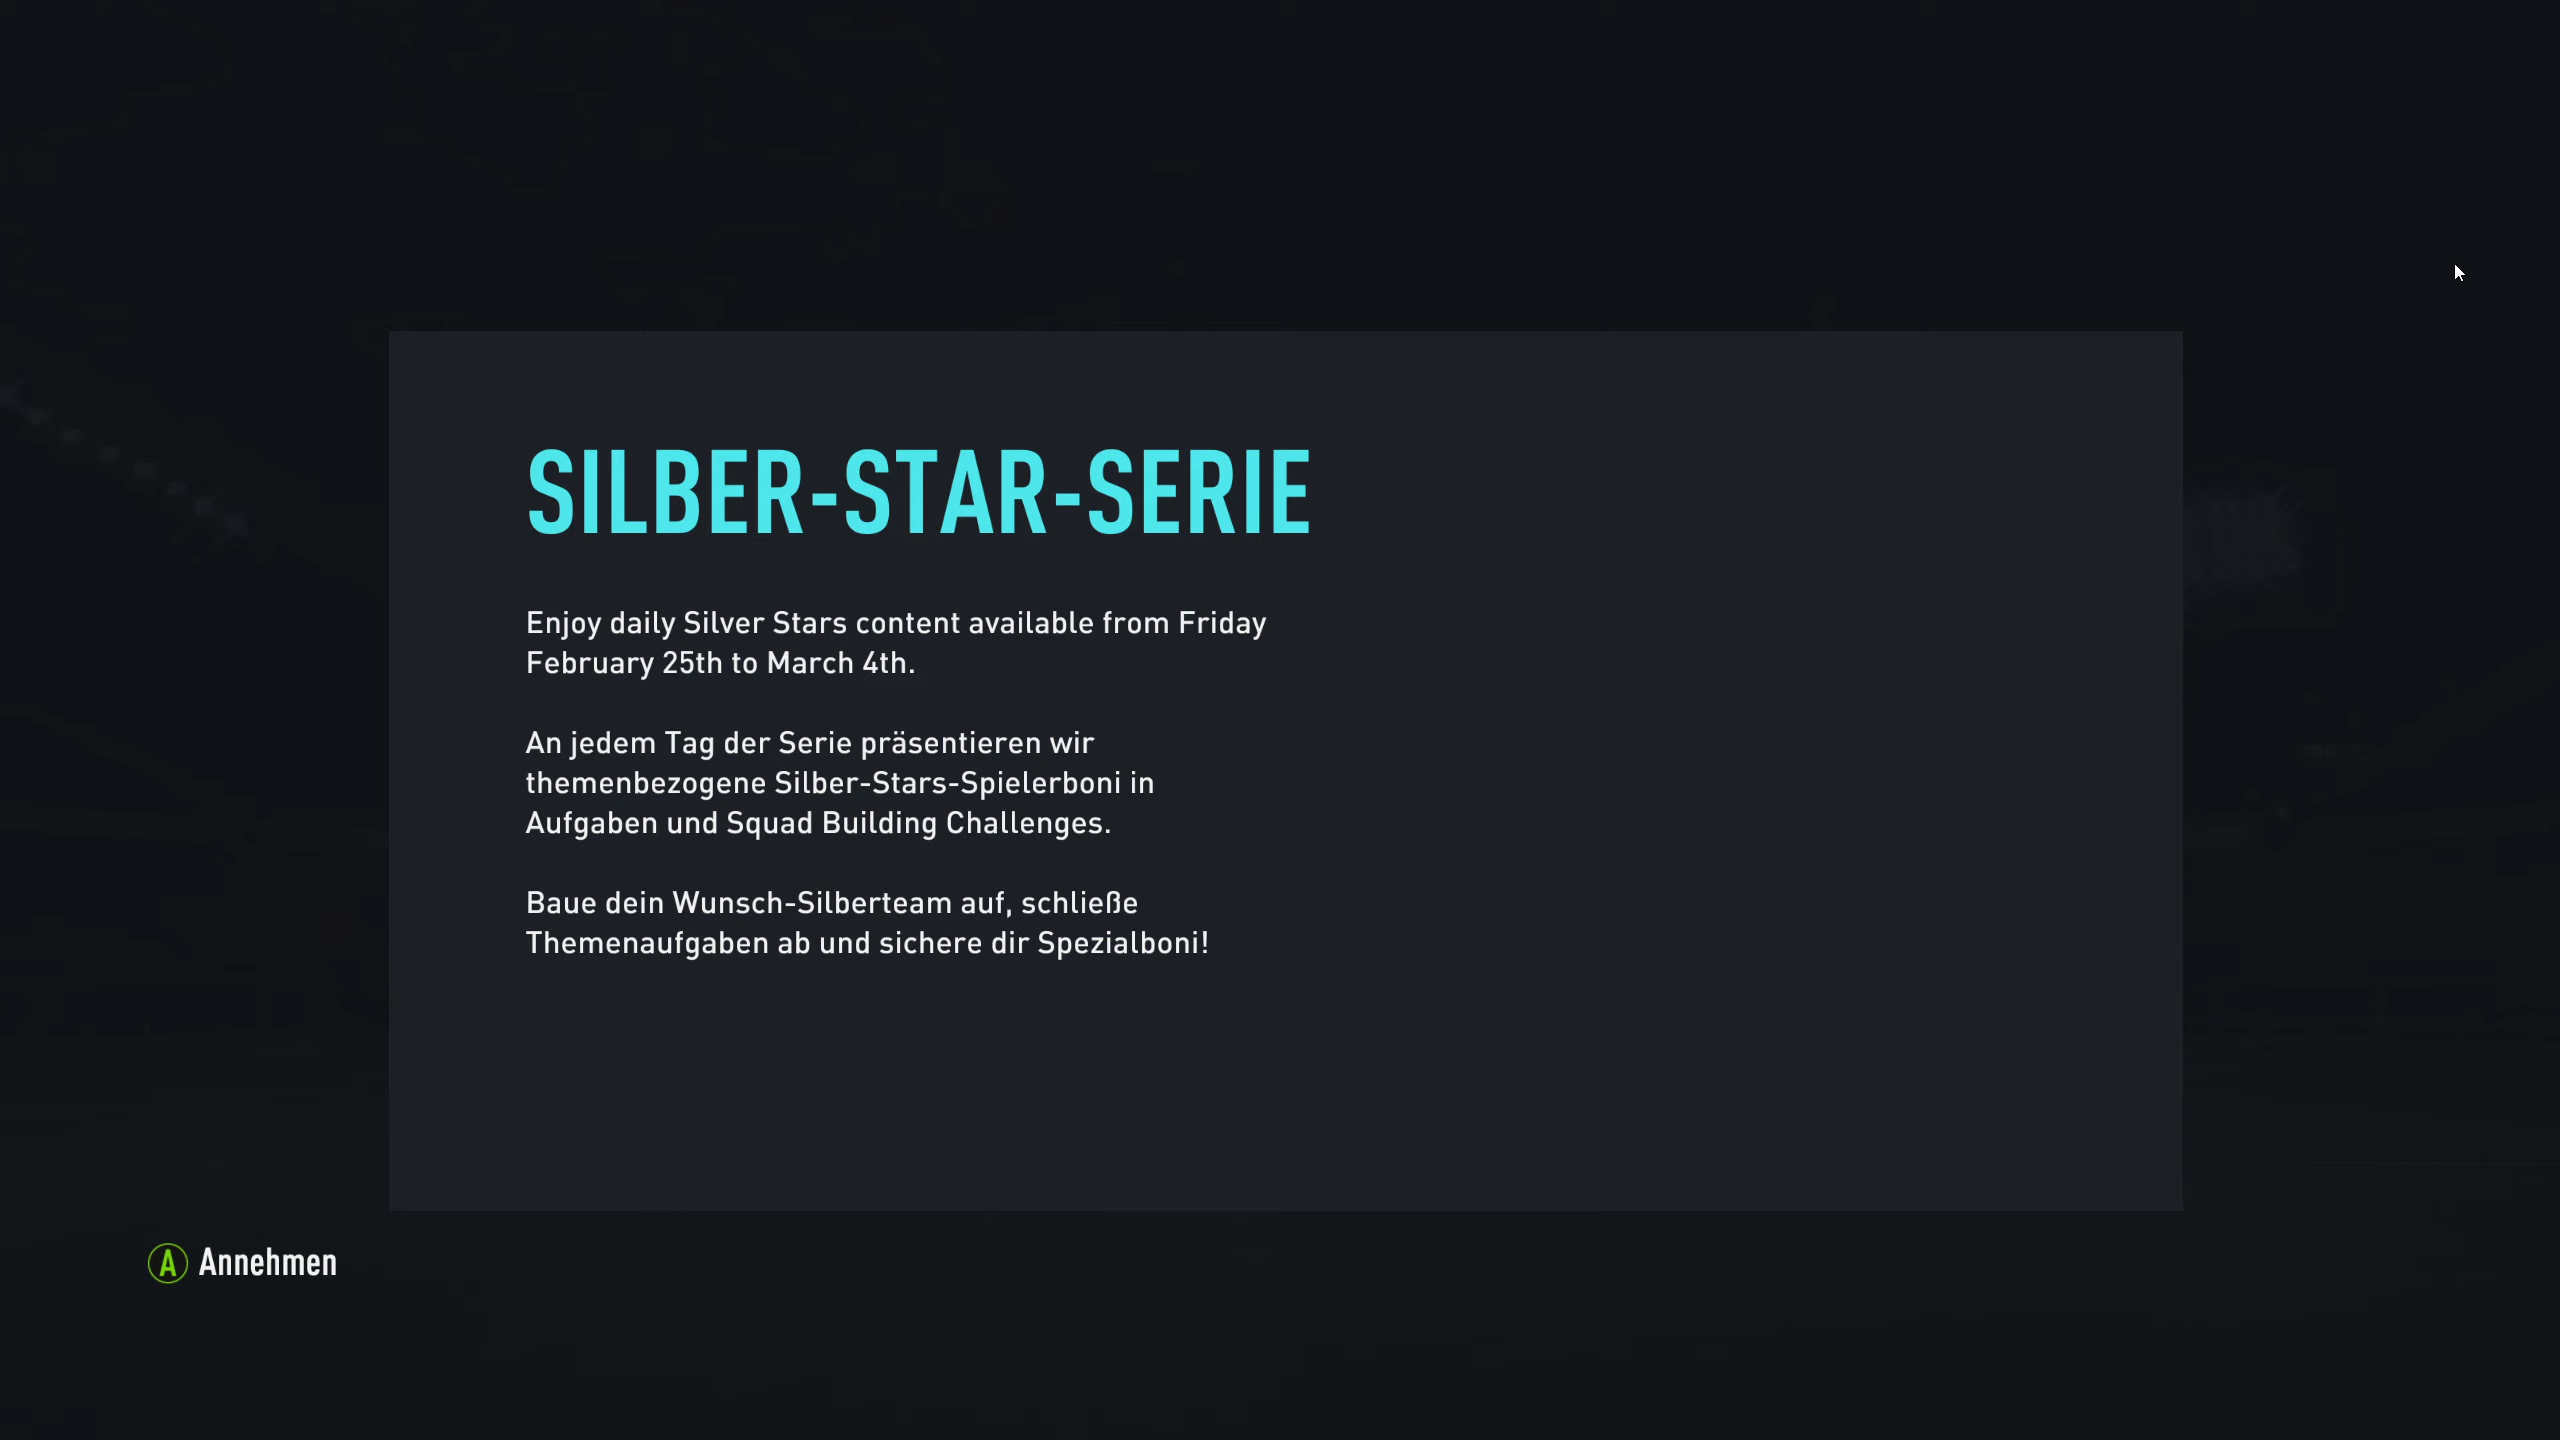 SILBER-STAR-SERIE
Enjoy daily Silver Stars content available from Friday
February 25th to March 4th.
An jedem Tag der Serie präsentieren wir
themenbezogene Silber-Stars-Spielerboni in
Aufgaben und Squad Building Challenges.
Baue dein Wunsch-Silberteam auf, schließe
Themenaufgaben ab und sichere dir Spezialboni!
A Annehmen